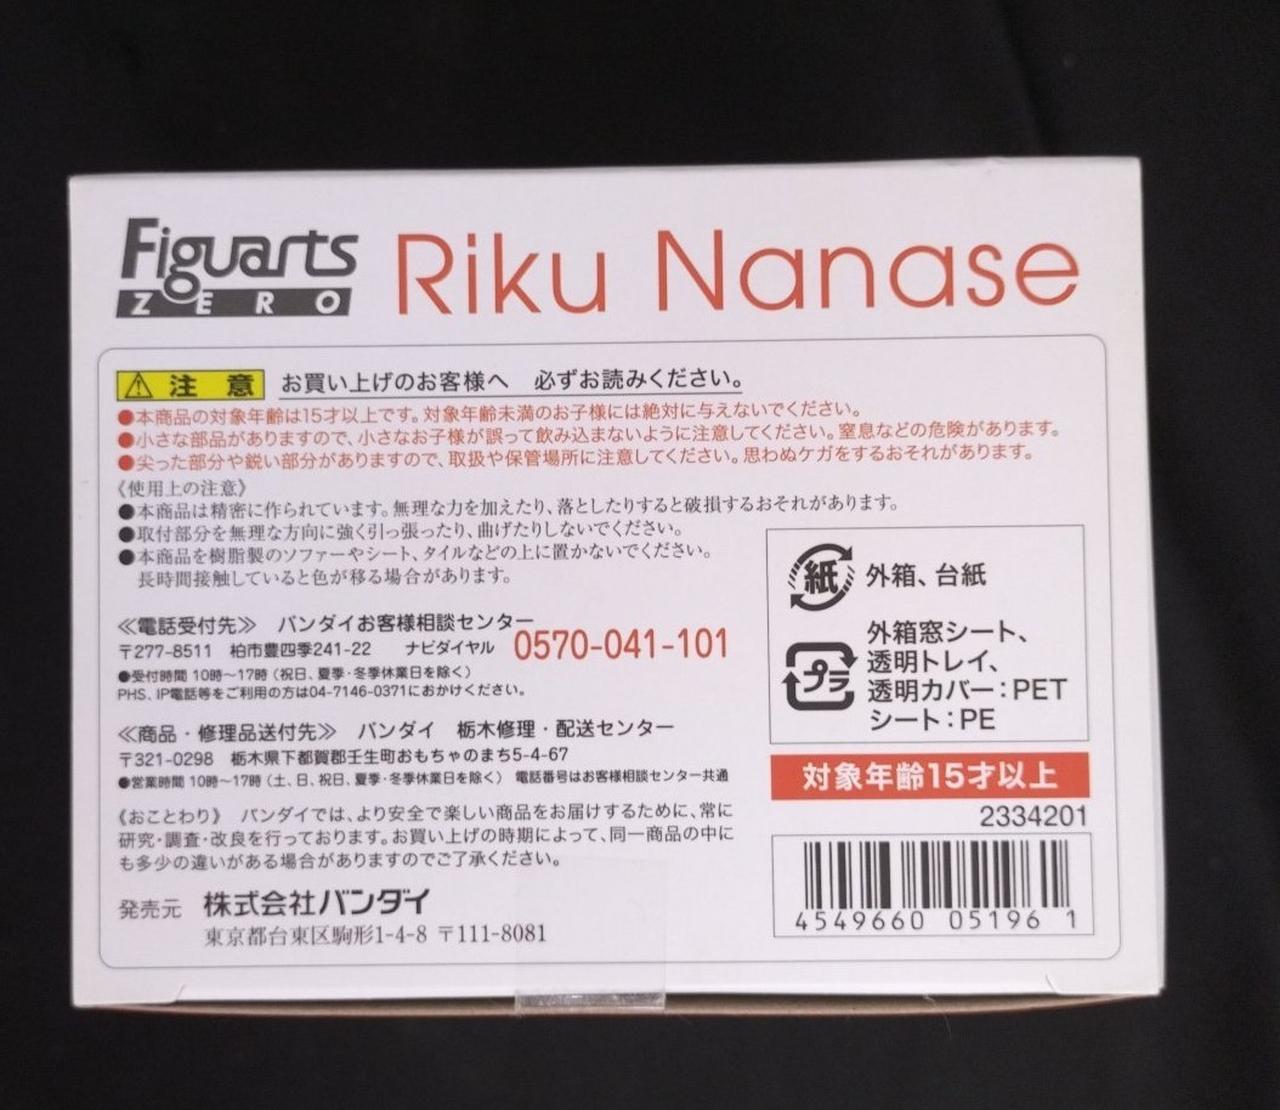 Figuarts
ZERO
Riku Nanase
注意 お買い上げのお客様へ 必ずお読みください。
●本商品の対象年齢は15才以上です。対象年齢未満のお子様には絶対に与えないでください。
●小さな部品がありますので、小さなお子様が誤って飲み込まないように注意してください。窒息などの危険があります。
●尖った部分や鋭い部分がありますので、取扱や保管場所に注意してください。思わぬケガをするおそれがあります。
《使用上の注意》
●本商品は精密に作られています。無理な力を加えたり、落としたりすると破損するおそれがあります。
●取付部分を無理な方向に強く引っ張ったり、曲げたりしないでください。
●本商品を樹脂製のソファーやシート、タイルなどの上に置かないでください。
長時間接触していると色が移る場合があります。
≪電話受付先≫ バンダイお客様相談センター
〒277-8511 柏市豊四季241-22 ナビダイヤル 0570-041-101
●受付時間 10時〜17時（祝日、夏季・冬季休業日を除く）
PHS、IP電話等をご利用の方は04-7146-0371におかけください。
≪商品・修理品送付先≫ バンダイ 栃木修理・配送センター
〒321-0298 栃木県下都賀郡壬生町おもちゃのまち5-4-67
●営業時間 10時〜17時（土、日、祝日、夏季・冬季休業日を除く） 電話番号はお客様相談センター共通
《おことわり》 バンダイでは、より安全で楽しい商品をお届けするために、常に
研究・調査・改良を行っております。お買い上げの時期によって、同一商品の中に
も多少の違いがある場合がありますのでご了承ください。
発売元 株式会社バンダイ
東京都台東区駒形1-4-8 〒111-8081
紙 外箱、台紙
プラ
外箱窓シート、
透明トレイ、
透明カバー：PET
シート：PE
対象年齢15才以上
2334201
4549660 05196 1